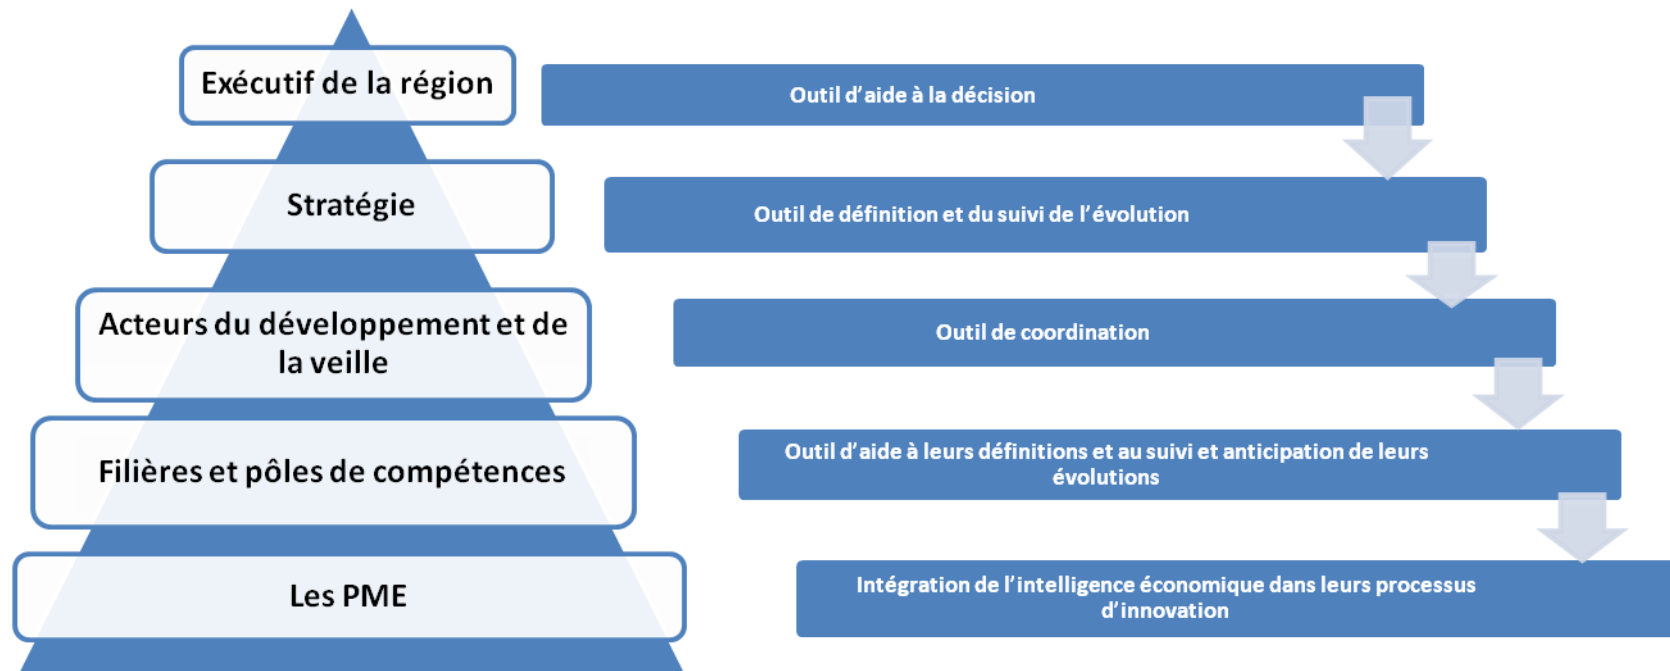 Exécutif de la région
Outil d’aide à la décision
Stratégie
Outil de définition et du suivi de l’évolution
Acteurs du développement et de
la veille
Outil de coordination
Filières et pôles de compétences
Outil d’aide à leurs définitions et au suivi et anticipation de leurs
évolutions
Les PME
Intégration de l’intelligence économique dans leurs processus
d’innovation